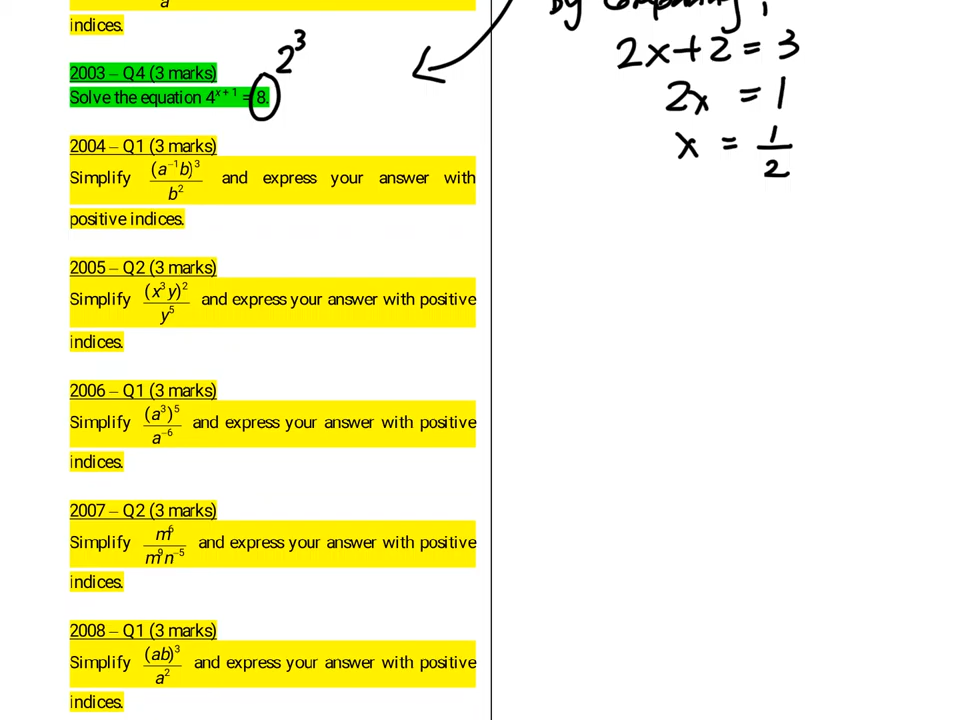 a
indices.
2003 – Q4 (3 marks)
Solve the equation 4^{x+1} = 8.
2^3
2004 – Q1 (3 marks)
Simplify (a^{-1}b)^3 / b^2 and express your answer with
positive indices.
2005 – Q2 (3 marks)
Simplify (x^3 y)^2 / y^5 and express your answer with positive
indices.
2006 – Q1 (3 marks)
Simplify (a^3)^5 / a^{-6} and express your answer with positive
indices.
2007 – Q2 (3 marks)
Simplify m^6 / m^9 n^{-5} and express your answer with positive
indices.
2008 – Q1 (3 marks)
Simplify (ab)^3 / a^2 and express your answer with positive
indices.
by comparing,
2x+2 = 3
2x = 1
x = 1/2